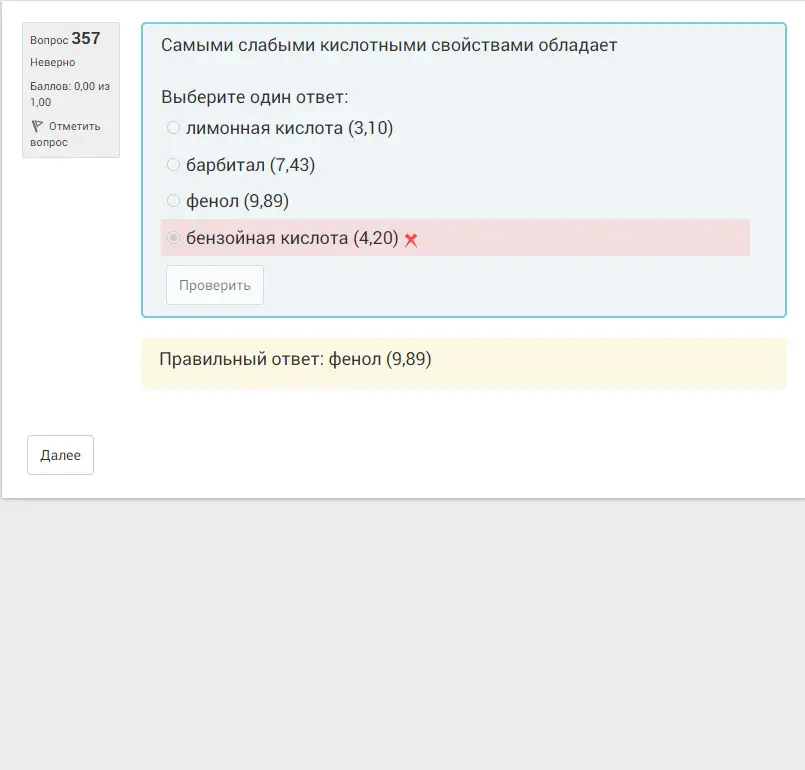 Вопрос 357
Неверно
Баллов: 0,00 из
1,00
Отметить
вопрос
Самыми слабыми кислотными свойствами обладает
Выберите один ответ:
лимонная кислота (3,10)
барбитал (7,43)
фенол (9,89)
бензойная кислота (4,20)
Проверить
Правильный ответ: фенол (9,89)
Далее